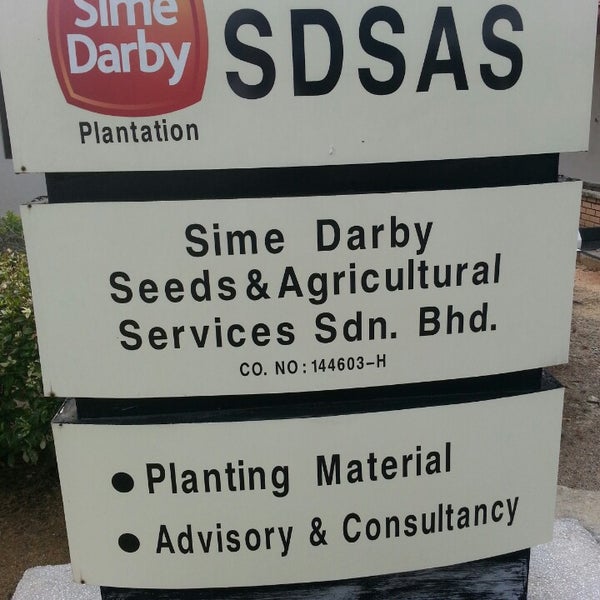 Sime
Darby
Plantation
SDSAS
Sime Darby
Seeds & Agricultural
Services Sdn. Bhd.
CO. NO : 144603-H
• Planting Material
• Advisory & Consultancy